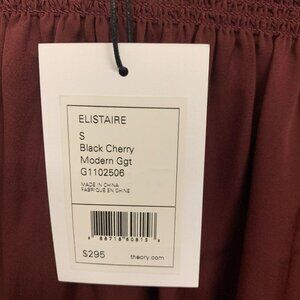 ELISTAIRE
S
Black Cherry
Modern Ggt
G1102506
MADE IN CHINA
FABRIQUÉ EN CHINE
$295
theory.com